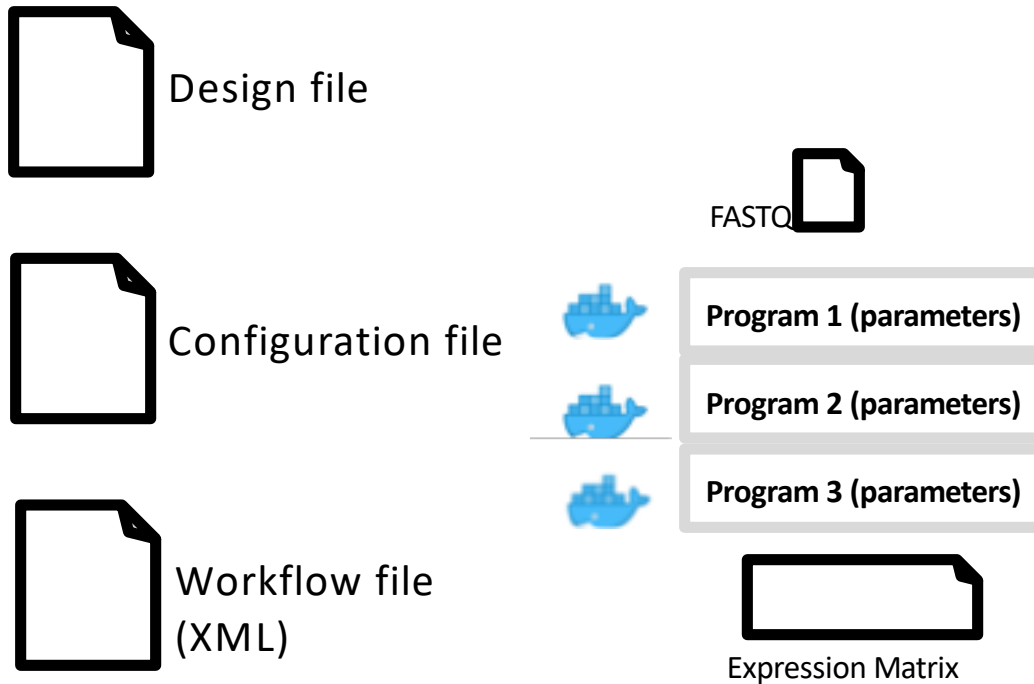 Design file
Configuration file
Workflow file
(XML)
FASTQ
Program 1 (parameters)
Program 2 (parameters)
Program 3 (parameters)
Expression Matrix